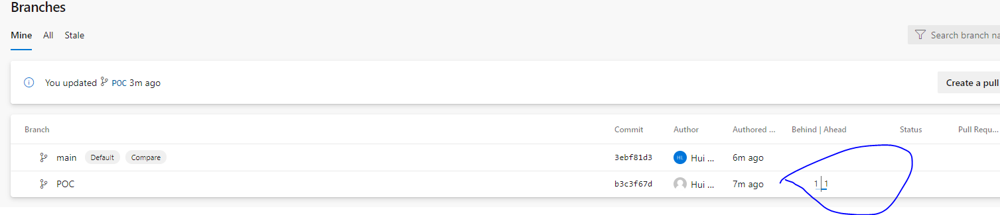 Branches
Mine All Stale
Search branch na
You updated POC 3m ago
Create a pull
Branch Commit Author Authored ... Behind | Ahead Status Pull Requ...
main Default Compare 3ebf81d3 HL Hui ... 6m ago
POC b3c3f67d Hui ... 7m ago 1 1